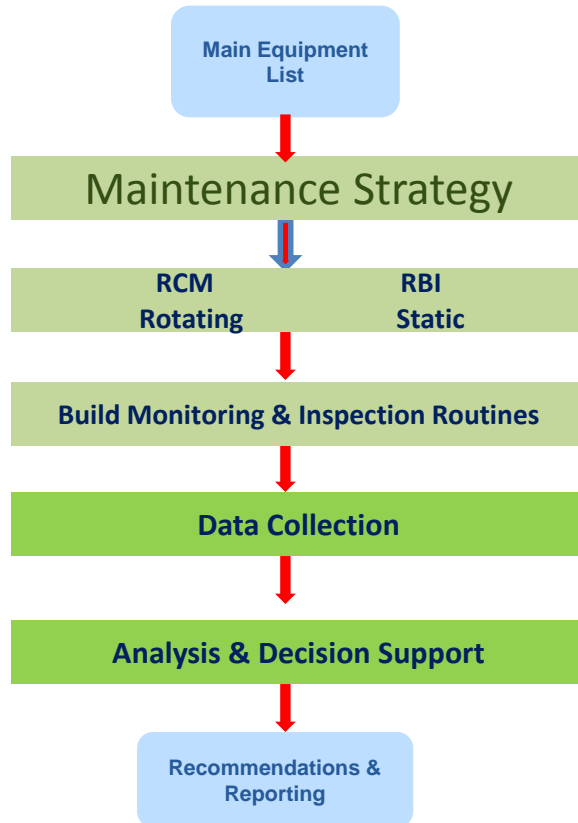 Main Equipment
List
Maintenance Strategy
RCM RBI
Rotating Static
Build Monitoring & Inspection Routines
Data Collection
Analysis & Decision Support
Recommendations &
Reporting